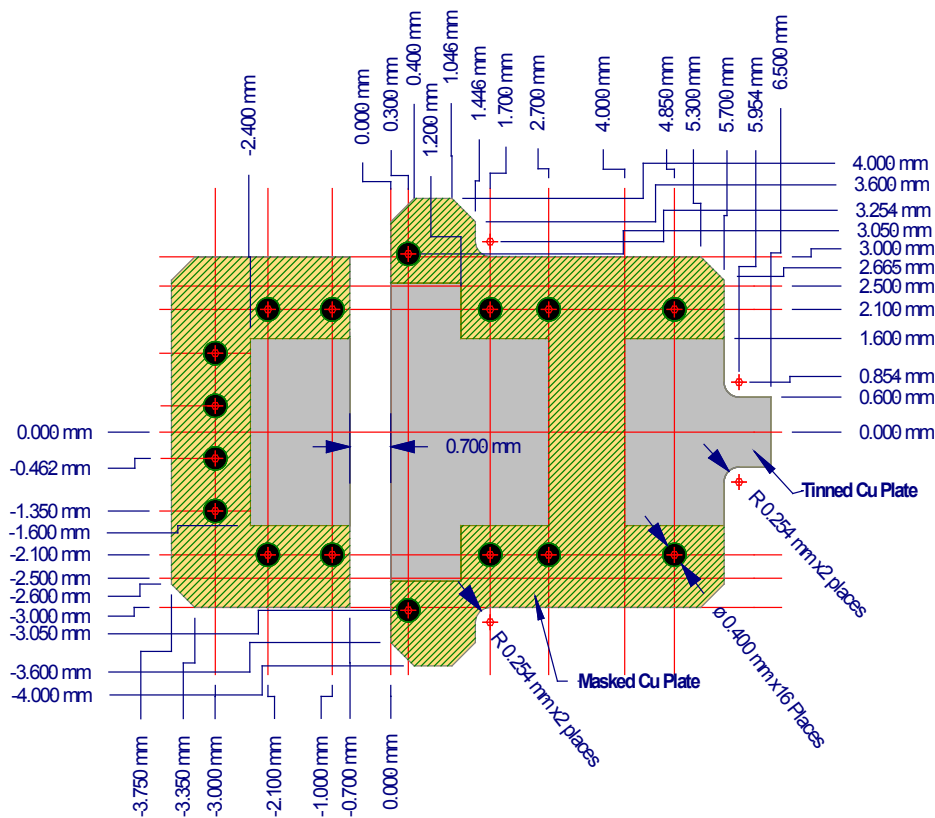 -2.400 mm
0.000 mm
0.300 mm
0.400 mm
1.200 mm
1.046 mm
1.446 mm
1.700 mm
2.700 mm
4.000 mm
4.850 mm
5.300 mm
5.700 mm
5.954 mm
6.500 mm
4.000 mm
3.600 mm
3.254 mm
3.050 mm
3.000 mm
2.665 mm
2.500 mm
2.100 mm
1.600 mm
0.854 mm
0.600 mm
0.000 mm
0.000 mm
-0.462 mm
-1.350 mm
-1.600 mm
-2.100 mm
-2.500 mm
-2.600 mm
-3.000 mm
-3.050 mm
-3.600 mm
-4.000 mm
0.700 mm
Tinned Cu Plate
R 0.254 mm x2 places
ø 0.400 mm x16 Places
Masked Cu Plate
R 0.254 mm x2 places
-3.750 mm
-3.350 mm
-3.000 mm
-2.100 mm
-1.000 mm
-0.700 mm
0.000 mm